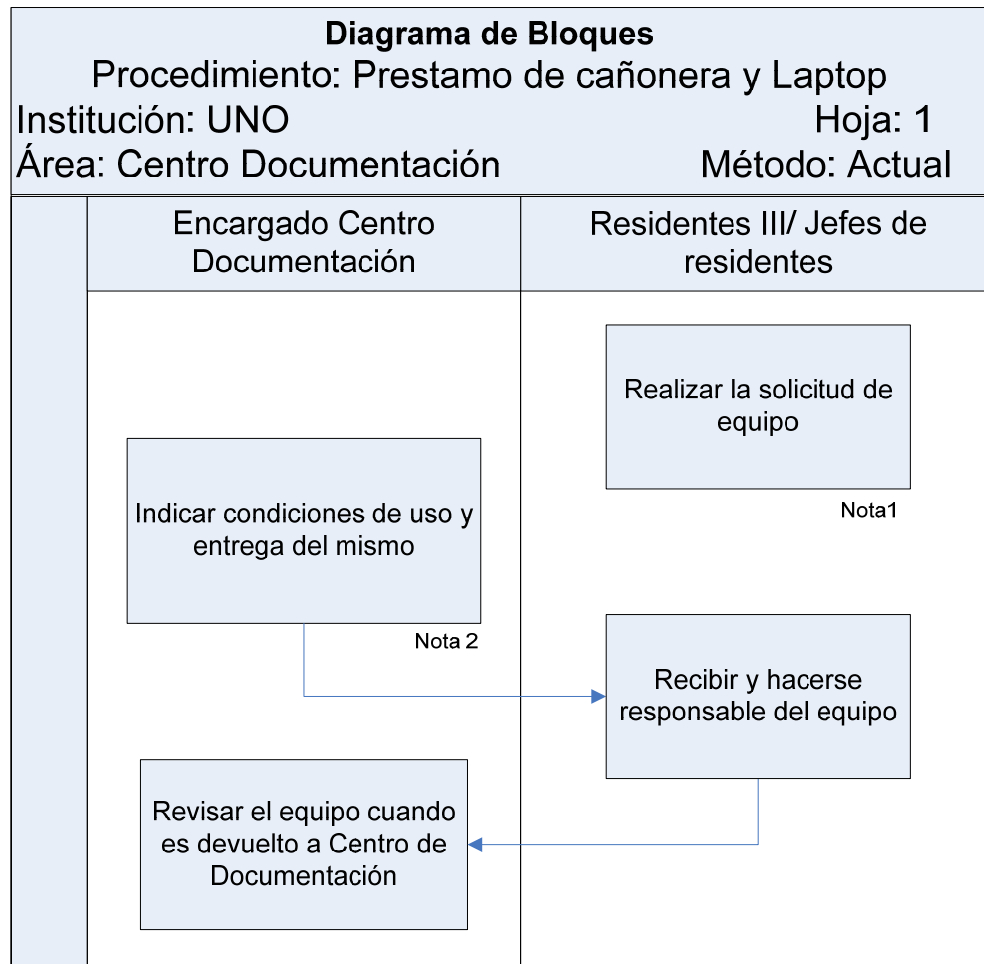 Diagrama de Bloques
Procedimiento: Prestamo de cañonera y Laptop
Institución: UNO
Hoja: 1
Área: Centro Documentación
Método: Actual
Encargado Centro
Documentación
Residentes III/ Jefes de
residentes
Realizar la solicitud de
equipo
Nota1
Indicar condiciones de uso y
entrega del mismo
Nota 2
Recibir y hacerse
responsable del equipo
Revisar el equipo cuando
es devuelto a Centro de
Documentación